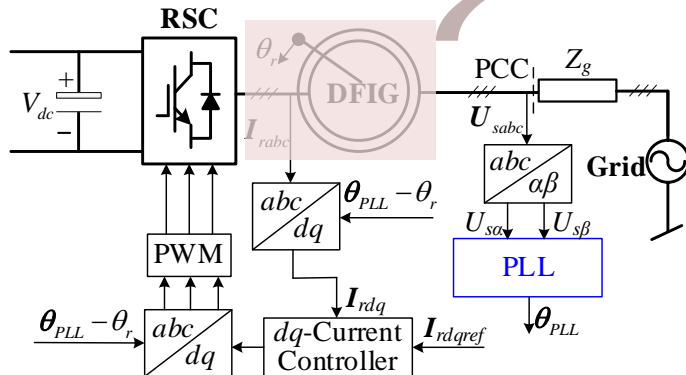 RSC
θr
DFIG
PCC
Zg
+
Vdc
−
Irabc
Usabc
abc
αβ
Grid
abc
dq
θPLL − θr
Usα
Usβ
PWM
PLL
Irdq
θPLL − θr
abc
dq
dq-Current
Controller
Irdqref
θPLL